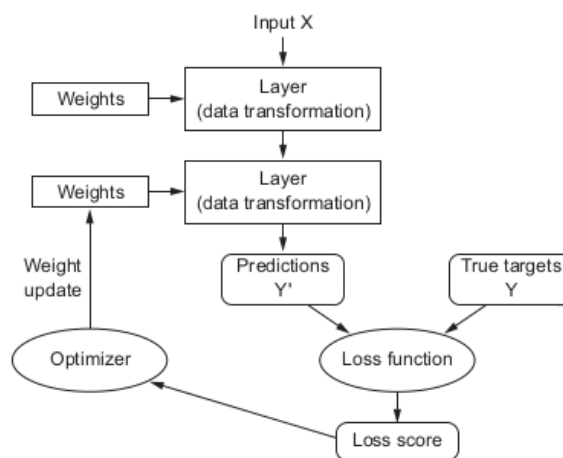 Input X
Weights
Layer
(data transformation)
Weights
Layer
(data transformation)
Weight
update
Predictions
Y'
True targets
Y
Optimizer
Loss function
Loss score